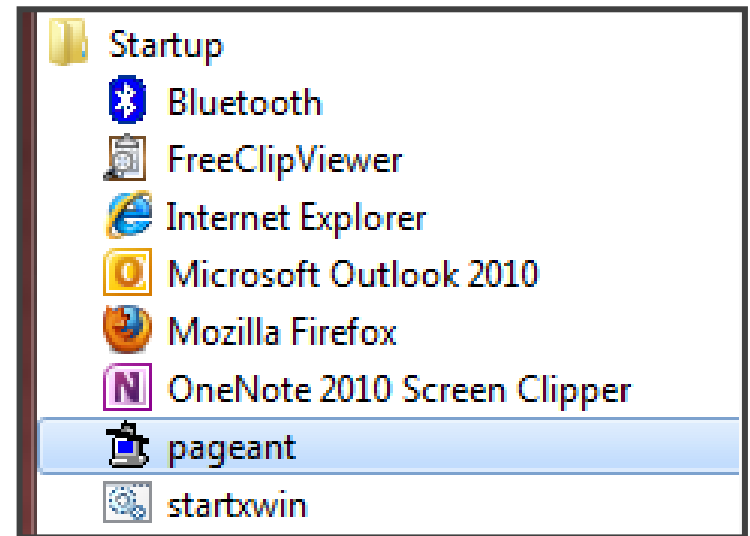 Startup
Bluetooth
FreeClipViewer
Internet Explorer
Microsoft Outlook 2010
Mozilla Firefox
OneNote 2010 Screen Clipper
pageant
startxwin